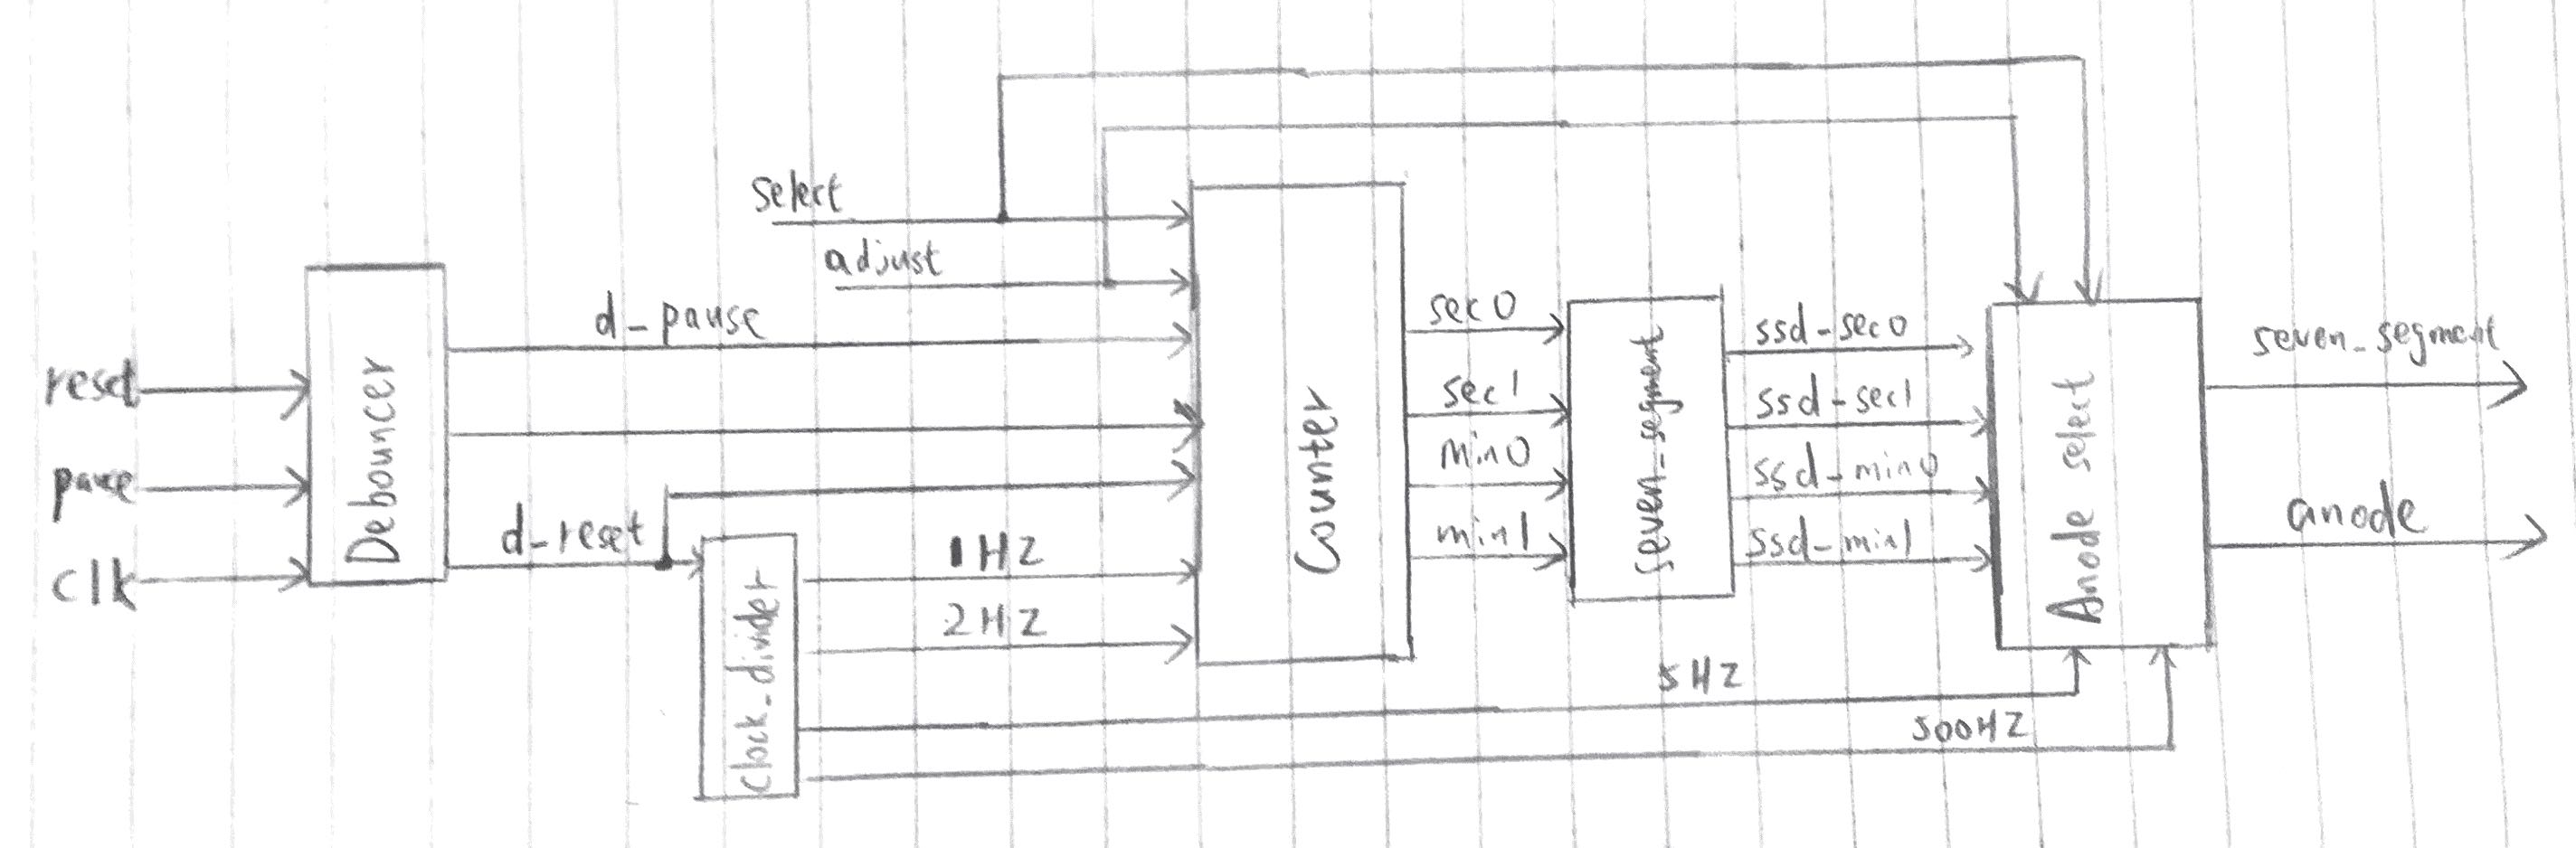 select
adjust
d-pause
reset
pause
clk
Debouncer
d-reset
1HZ
2HZ
Clock_divider
Counter
sec0
sec1
min0
min1
seven_segment
ssd-sec0
ssd-sec1
ssd-min0
ssd-min1
Anode select
5HZ
500HZ
seven_segment
anode